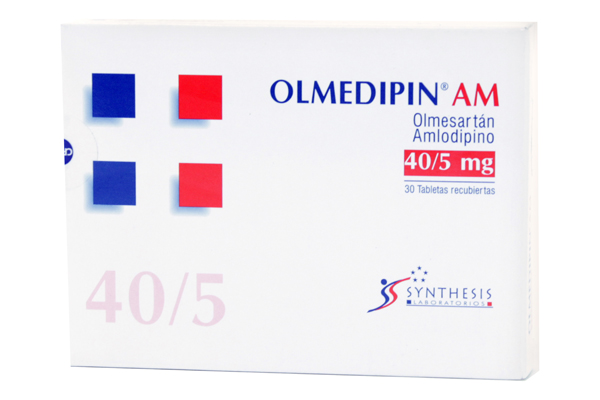 OLMEDIPIN® AM
Olmesartán
Amlodipino
40/5 mg
30 Tabletas recubiertas
40/5
SYNTHESIS
LABORATORIOS